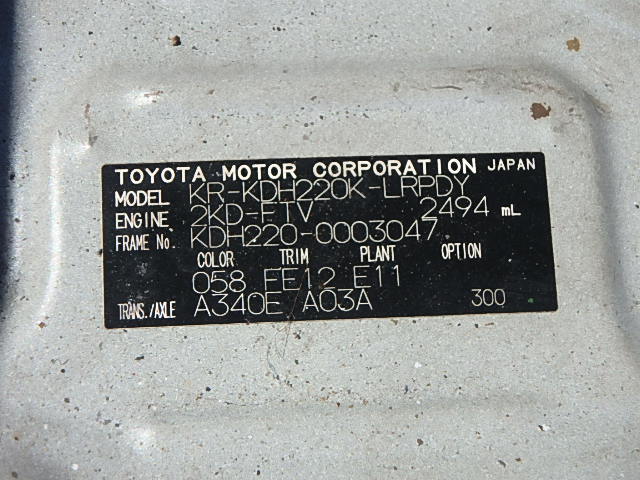 TOYOTA MOTOR CORPORATION JAPAN
MODEL KR-KDH220K-LRPDY
ENGINE 2KD-FTV 2494 mL
FRAME No. KDH220-0003047
COLOR TRIM PLANT OPTION
058 FE12 E11
TRANS./AXLE A340E A03A 300